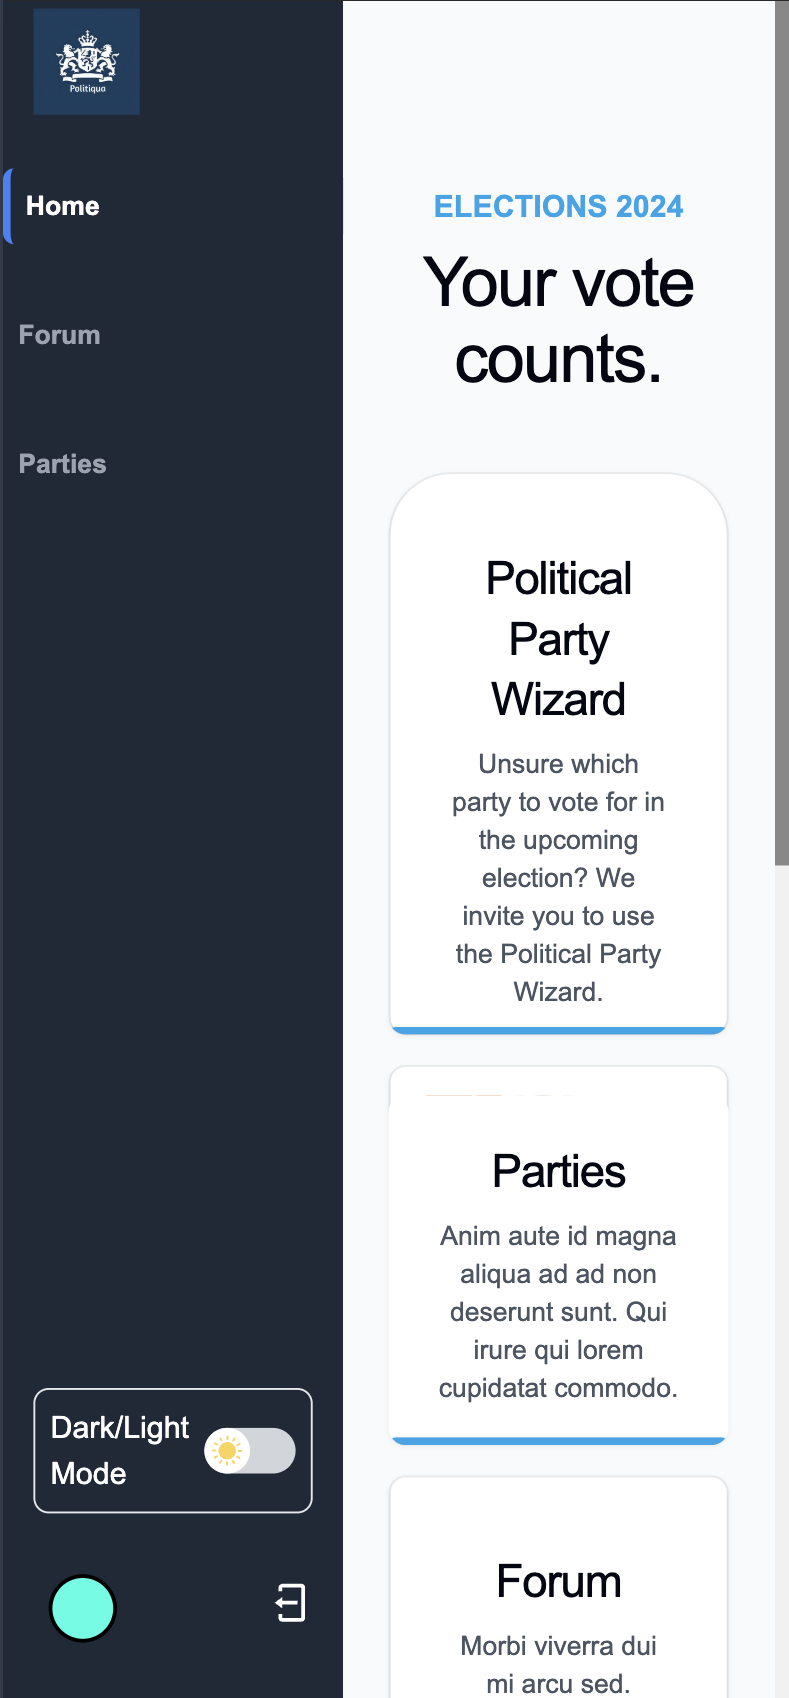 Politiqua
Home
Forum
Parties
Dark/Light
Mode
ELECTIONS 2024
Your vote
counts.
Political
Party
Wizard
Unsure which
party to vote for in
the upcoming
election? We
invite you to use
the Political Party
Wizard.
Parties
Anim aute id magna
aliqua ad ad non
deserunt sunt. Qui
irure qui lorem
cupidatat commodo.
Forum
Morbi viverra dui
mi arcu sed.